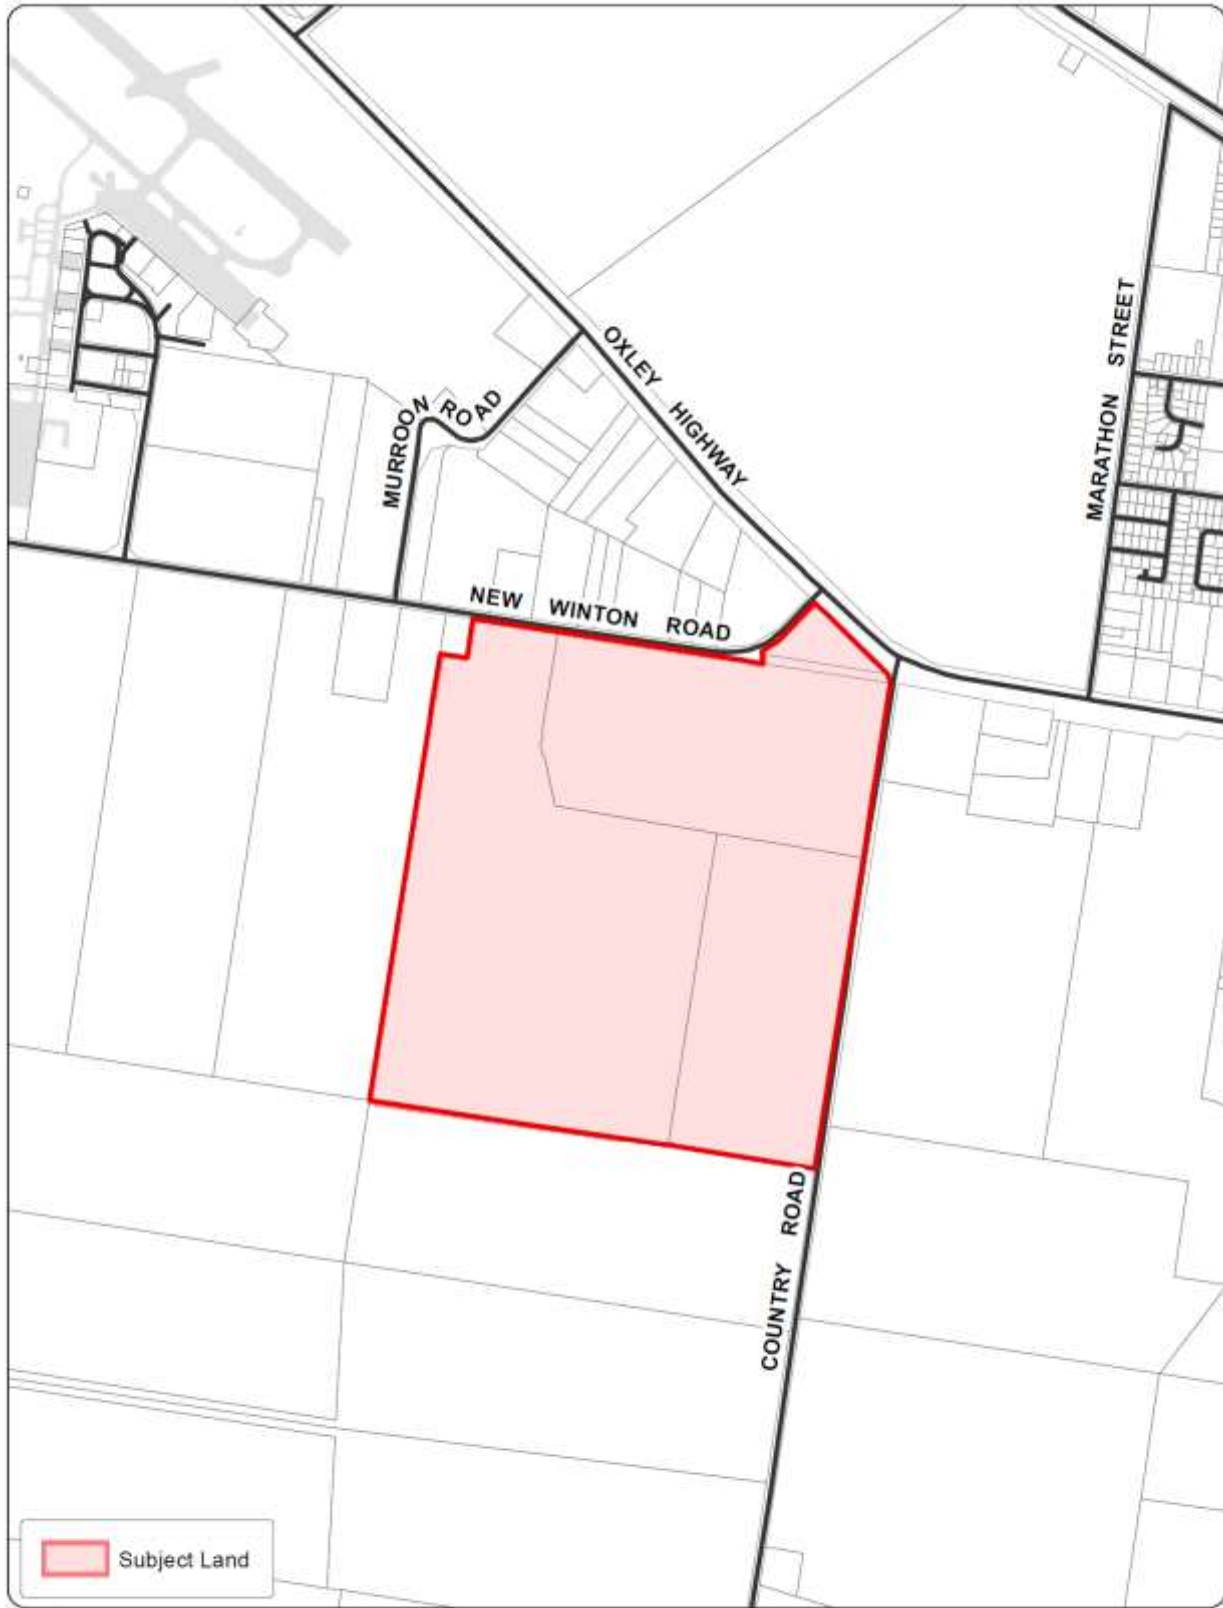 OXLEY HIGHWAY
MARATHON STREET
MURROON ROAD
NEW WINTON ROAD
COUNTRY ROAD
Subject Land